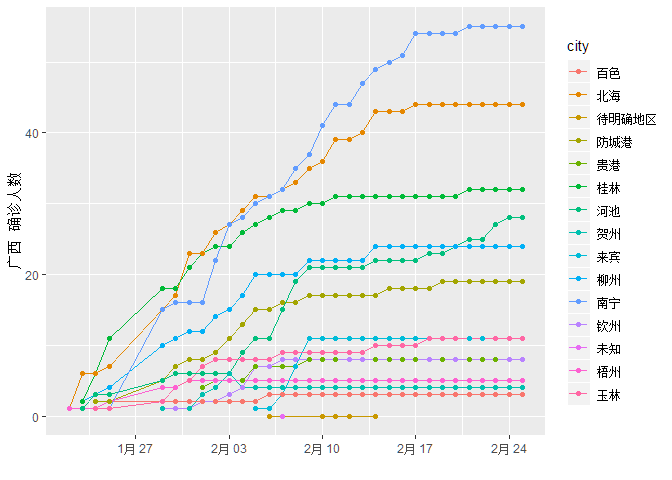 广西 确诊人数
40
20
0
1月 27
2月 03
2月 10
2月 17
2月 24
city
百色
北海
待明确地区
防城港
贵港
桂林
河池
贺州
来宾
柳州
南宁
钦州
未知
梧州
玉林